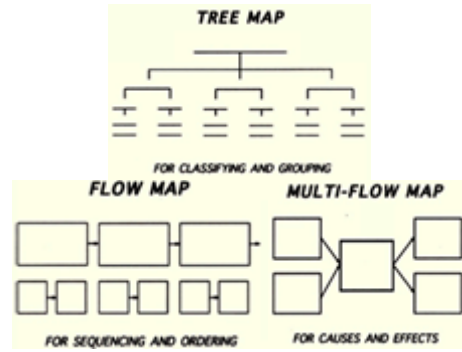 TREE MAP
FOR CLASSIFYING AND GROUPING
FLOW MAP
FOR SEQUENCING AND ORDERING
MULTI-FLOW MAP
FOR CAUSES AND EFFECTS